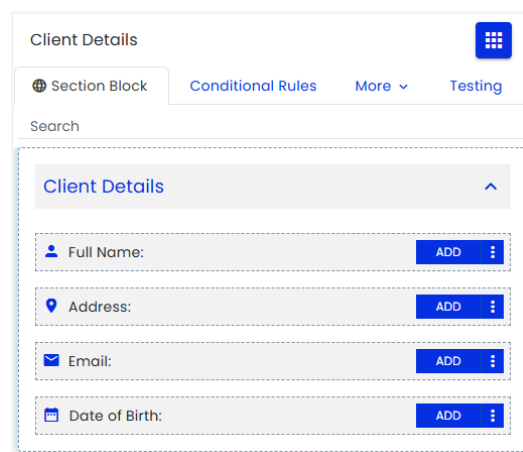 Client Details
Section Block Conditional Rules More Testing
Search
Client Details
Full Name: ADD
Address: ADD
Email: ADD
Date of Birth: ADD